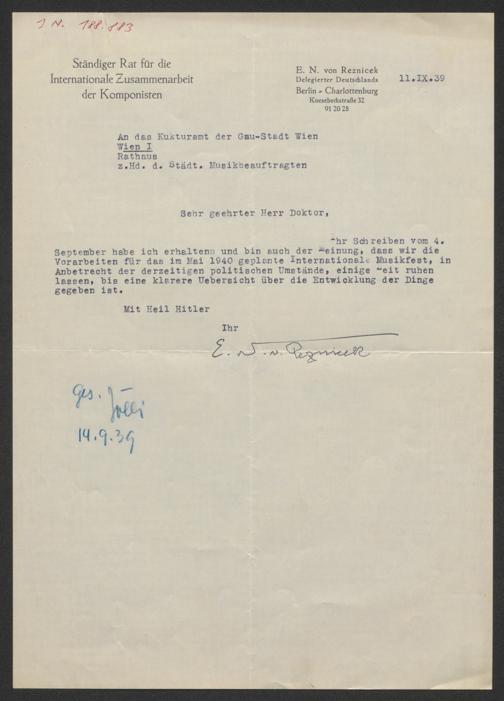 J.N. 188.883
Ständiger Rat für die
Internationale Zusammenarbeit
der Komponisten
E. N. von Reznicek
Delegierter Deutschlands
Berlin - Charlottenburg
Knesebeckstraße 32
91 20 28
11.IX.39
An das Kukturamt der Gau-Stadt Wien
Wien I
Rathaus
z.Hd. d. Städt. Musikbeauftragten
Sehr geehrter Herr Doktor,
Ihr Schreiben vom 4.
September habe ich erhaltenn und bin auch der Meinung, dass wir die
Vorarbeiten für das im Mai 1940 geplante Internationale Musikfest, in
Anbetracht der derzeitigen politischen Umstände, einige Zeit ruhen
lassen, bis eine klarere Uebersicht über die Entwicklung der Dinge
gegeben ist.
Mit Heil Hitler
Ihr
E. N. v. Reznicek
ges.
14.9.39